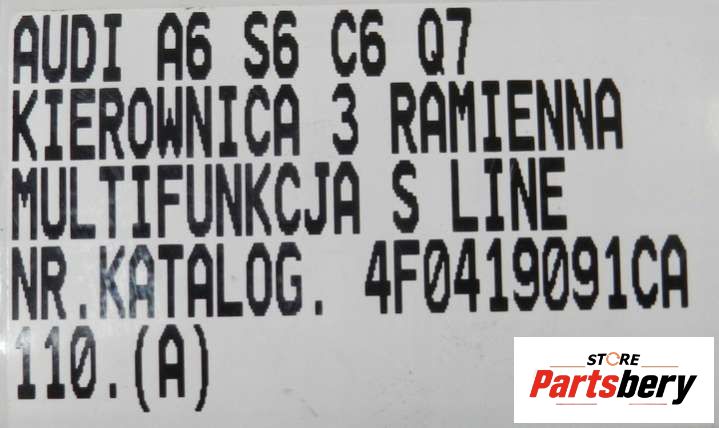 AUDI A6 S6 C6 Q7
KIEROWNICA 3 RAMIENNA
MULTIFUNKCJA S LINE
NR.KATALOG. 4F0419091CA
110.(A)
STORE
Partsbery